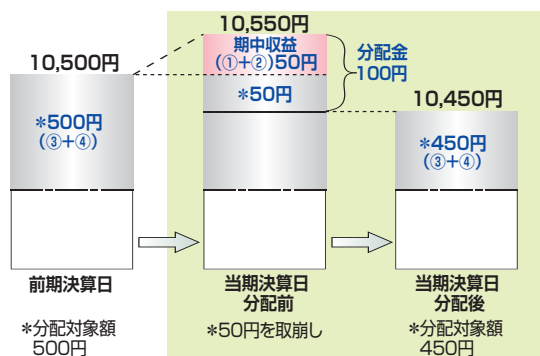 10,500円
*500円
(③+④)
前期決算日
*分配対象額
500円
10,550円
期中収益
(①+②)50円
*50円
分配金
100円
当期決算日
分配前
*50円を取崩し
10,450円
*450円
(③+④)
当期決算日
分配後
*分配対象額
450円